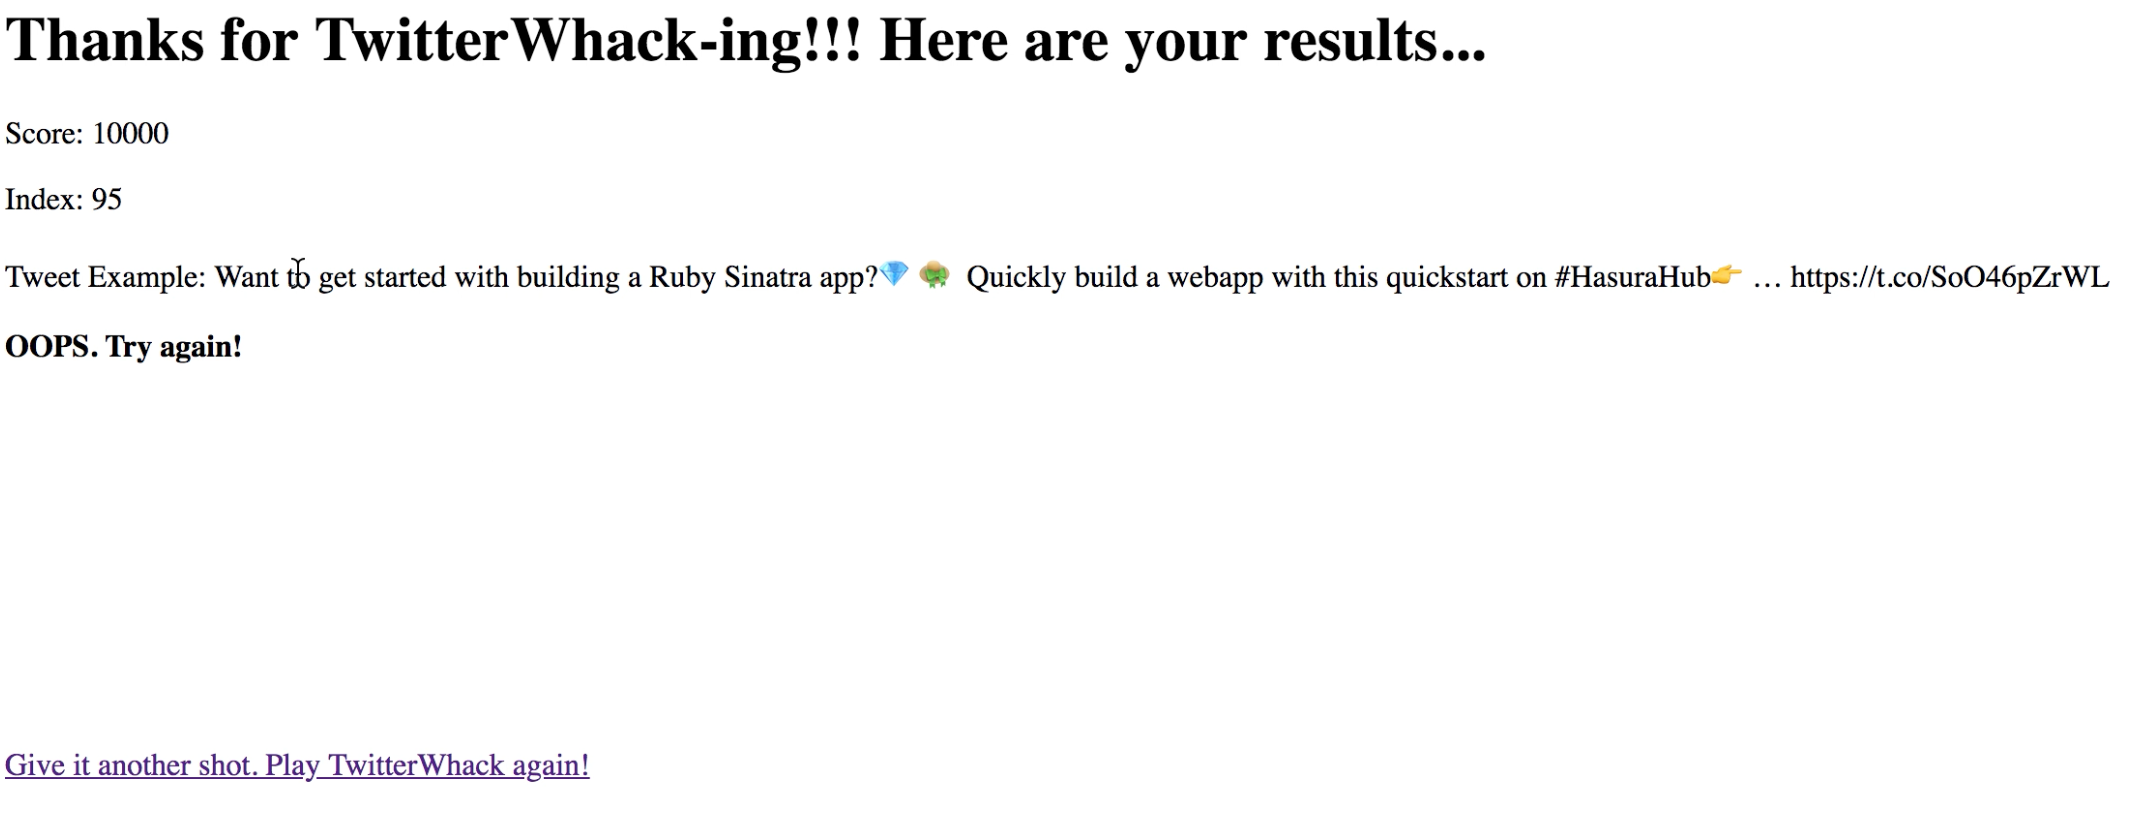 Thanks for TwitterWhack-ing!!! Here are your results...
Score: 10000
Index: 95
Tweet Example: Want to get started with building a Ruby Sinatra app?💎 👒 Quickly build a webapp with this quickstart on #HasuraHub👉 … https://t.co/SoO46pZrWL
OOPS. Try again!
Give it another shot. Play TwitterWhack again!